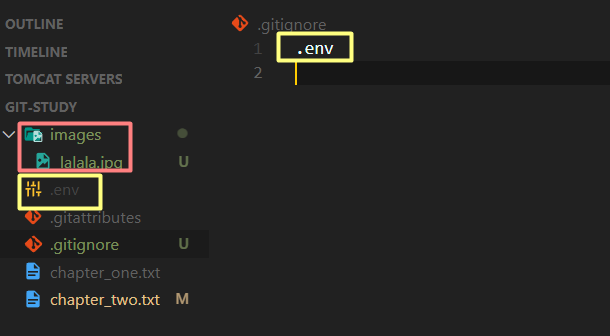 OUTLINE
TIMELINE
TOMCAT SERVERS
GIT-STUDY
images
lalala.jpg U
.env
.gitattributes
.gitignore U
chapter_one.txt
chapter_two.txt M
.gitignore
1 .env
2